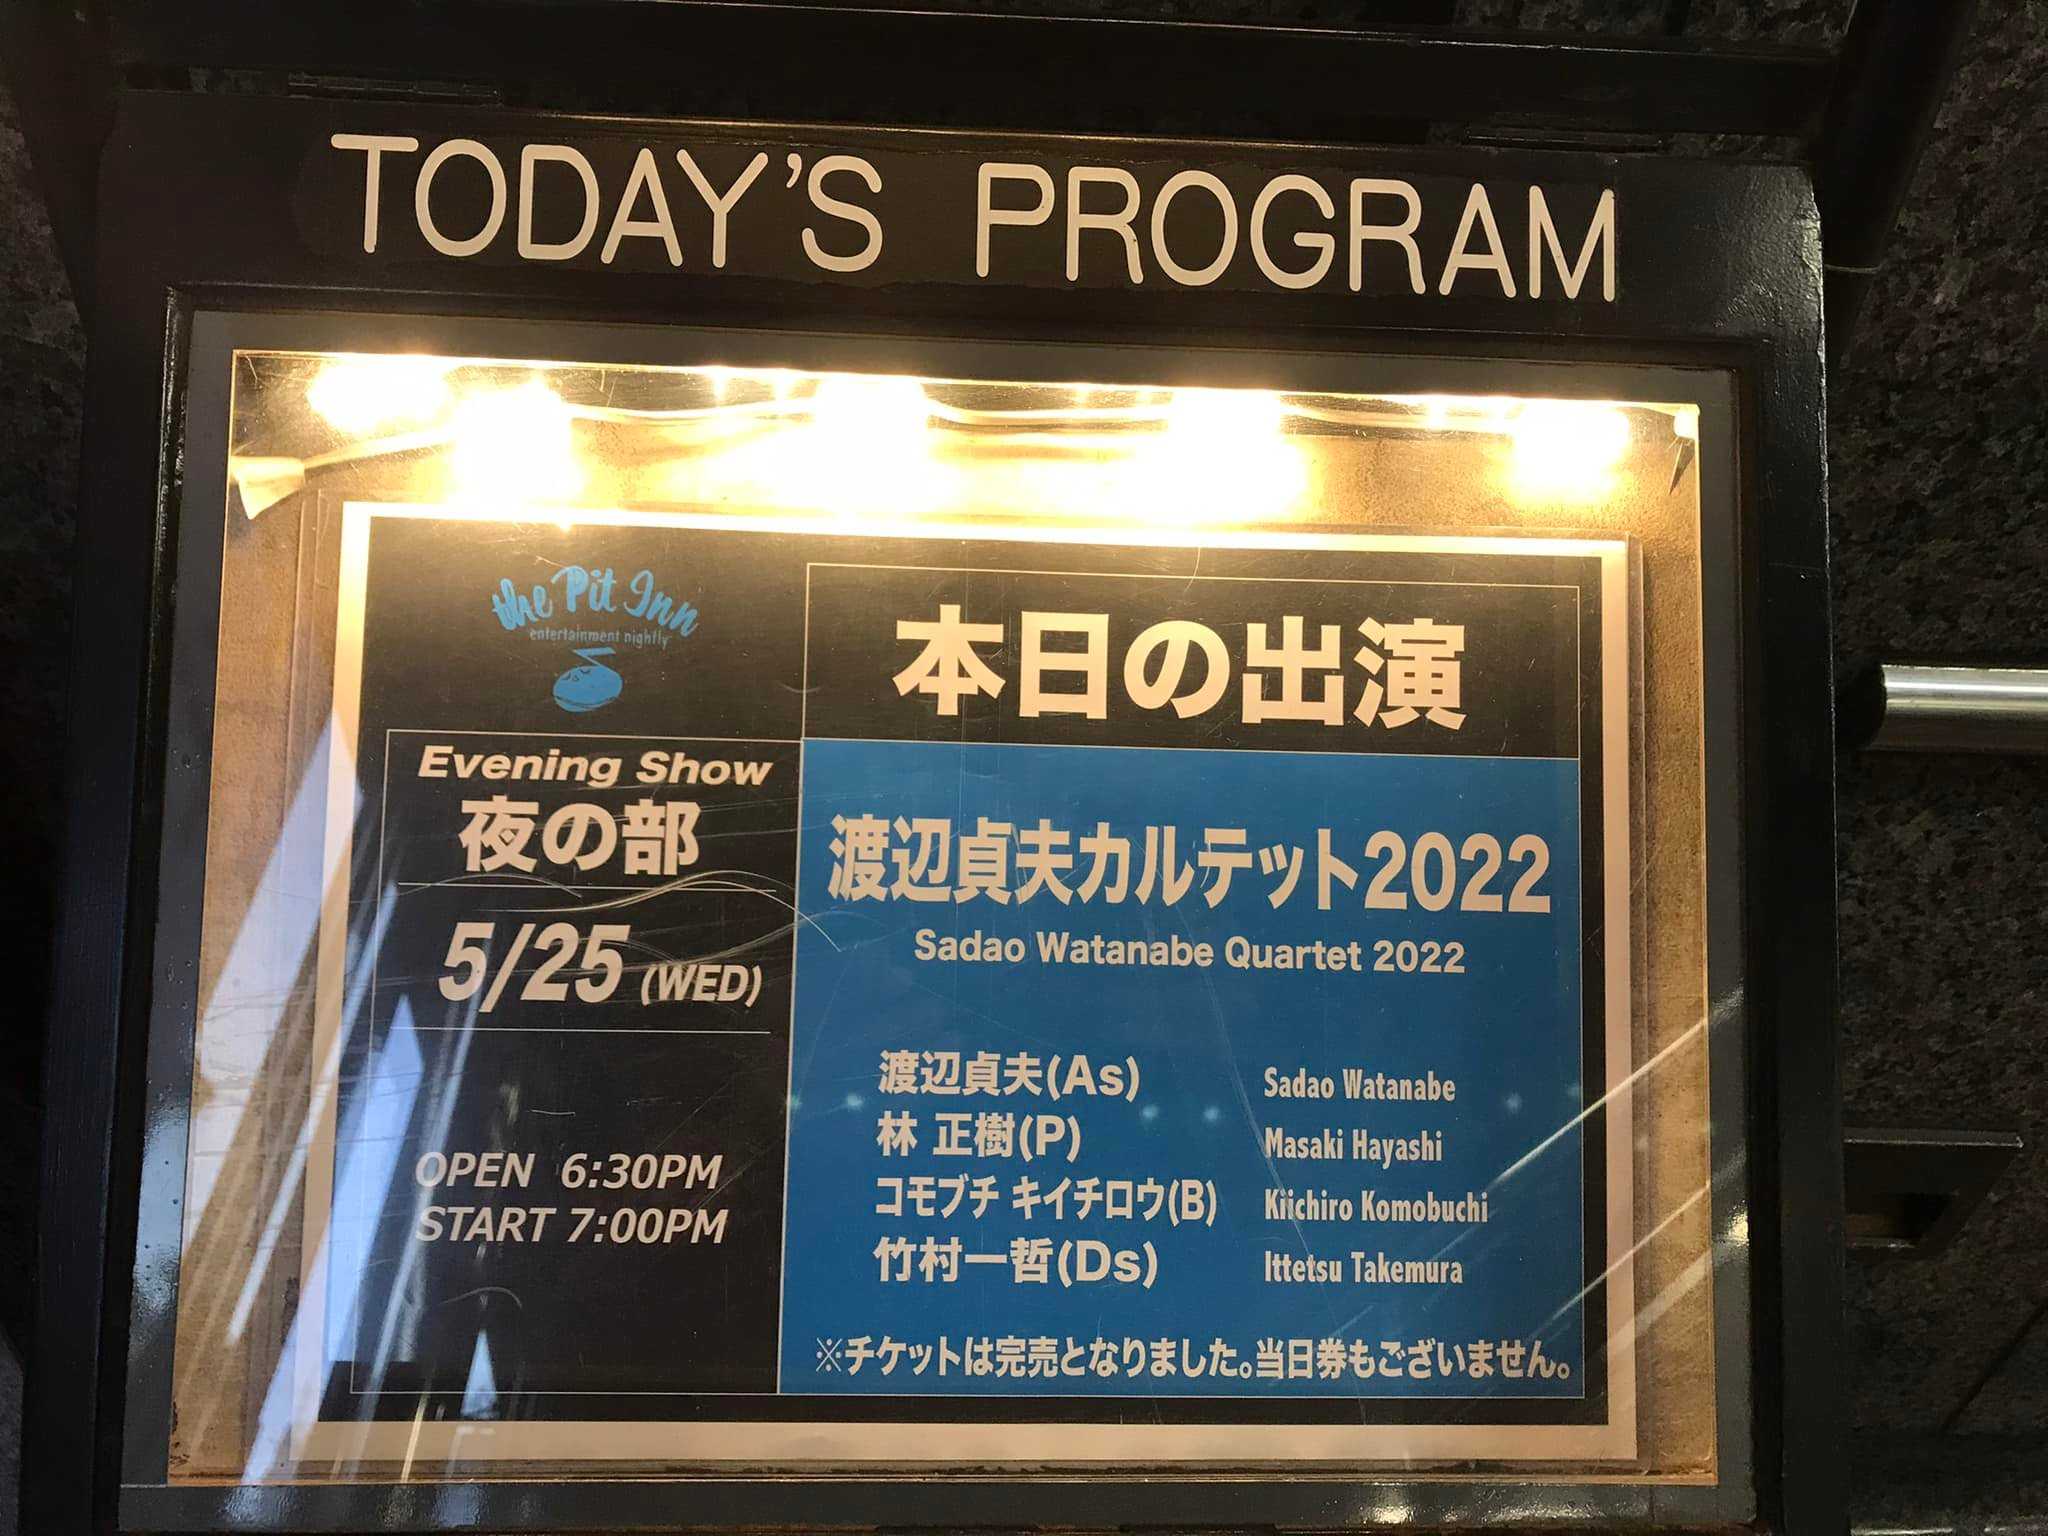 TODAY'S PROGRAM
the Pit Inn
entertainment nightly
本日の出演
Evening Show
夜の部
5/25 (WED)
OPEN 6:30PM
START 7:00PM
渡辺貞夫カルテット2022
Sadao Watanabe Quartet 2022
渡辺貞夫(As) Sadao Watanabe
林 正樹(P) Masaki Hayashi
コモブチ キイチロウ(B) Kiichiro Komobuchi
竹村一哲(Ds) Ittetsu Takemura
※チケットは完売となりました。当日券もございません。